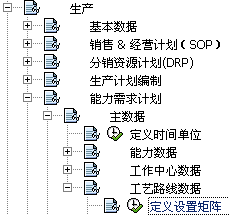 生产
基本数据
销售 & 经营计划(SOP)
分销资源计划(DRP)
生产计划编制
能力需求计划
主数据
定义时间单位
能力数据
工作中心数据
工艺路线数据
定义设置矩阵